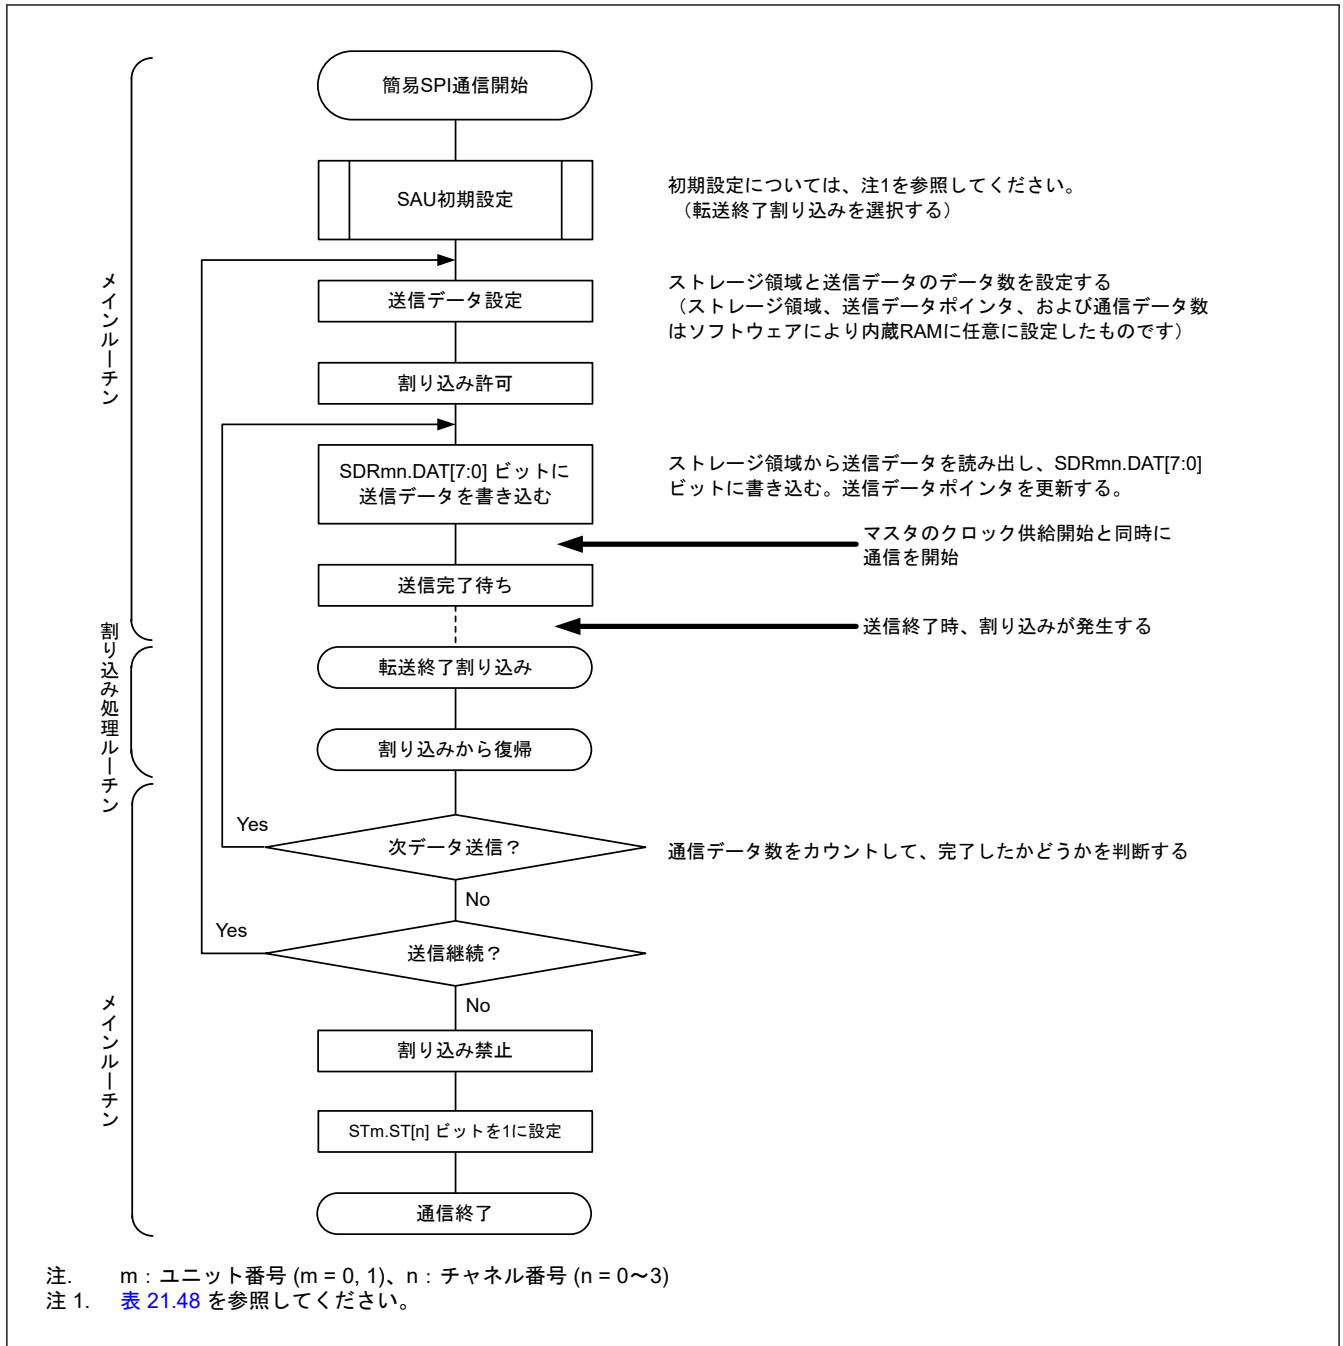 簡易SPI通信開始
SAU初期設定
初期設定については、注1を参照してください。
（転送終了割り込みを選択する）
メインルーチン
送信データ設定
ストレージ領域と送信データのデータ数を設定する
（ストレージ領域、送信データポインタ、および通信データ数
はソフトウェアにより内蔵RAMに任意に設定したものです）
割り込み許可
SDRmn.DAT[7:0] ビットに
送信データを書き込む
ストレージ領域から送信データを読み出し、SDRmn.DAT[7:0]
ビットに書き込む。送信データポインタを更新する。
マスタのクロック供給開始と同時に
通信を開始
送信完了待ち
送信終了時、割り込みが発生する
割り込み処理ルーチン
転送終了割り込み
割り込みから復帰
Yes
次データ送信？
通信データ数をカウントして、完了したかどうかを判断する
No
Yes
送信継続？
No
メインルーチン
割り込み禁止
STm.ST[n] ビットを1に設定
通信終了
注. m：ユニット番号 (m = 0, 1)、n：チャネル番号 (n = 0～3)
注 1. 表 21.48 を参照してください。